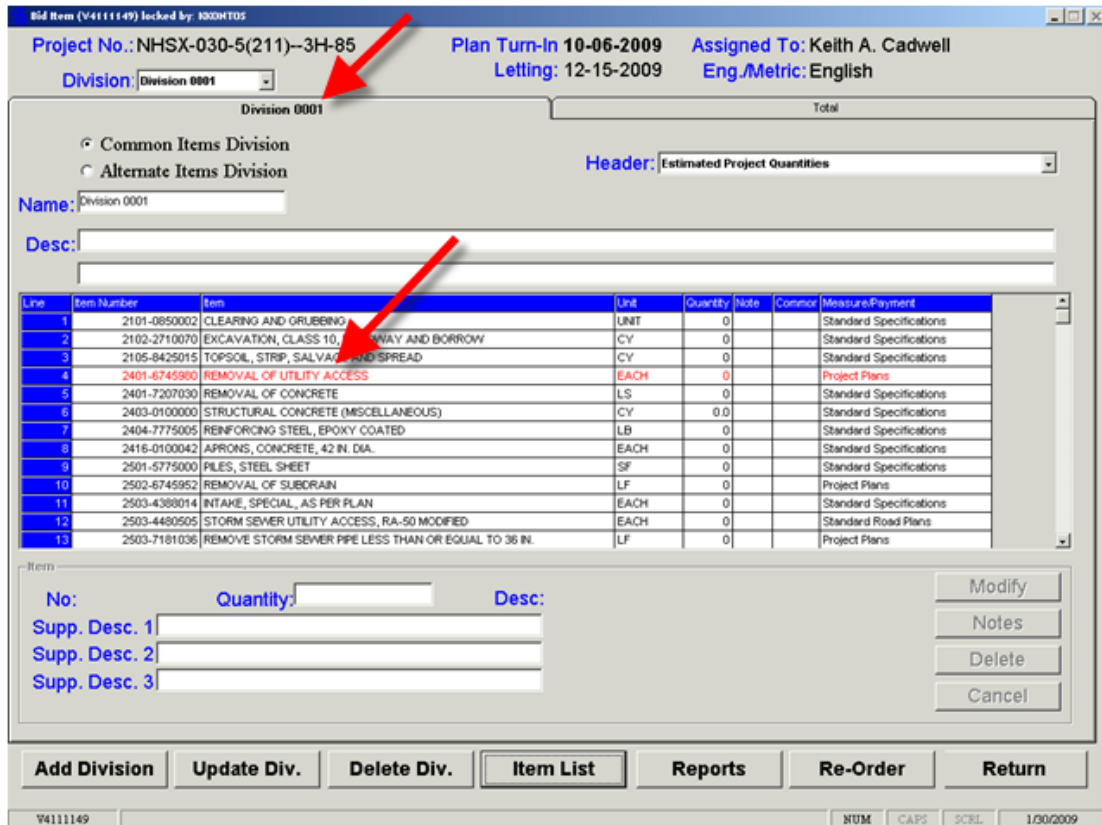 Bid Item (V4111149) locked by: KKONTOS
Project No.: NHSX-030-5(211)--3H-85 Plan Turn-In 10-06-2009 Assigned To: Keith A. Cadwell
Division: Division 0001 Letting: 12-15-2009 Eng./Metric: English
Division 0001 Total
Common Items Division
Alternate Items Division
Header: Estimated Project Quantities
Name: Division 0001
Desc:
Line Item Number Item Unit Quantity Note Common Measure/Payment
1 2101-0850002 CLEARING AND GRUBBING UNIT 0 Standard Specifications
2 2102-2710070 EXCAVATION, CLASS 10, WAY AND BORROW CY 0 Standard Specifications
3 2105-8425015 TOPSOIL, STRIP, SALVAGE AND SPREAD CY 0 Standard Specifications
4 2401-6745980 REMOVAL OF UTILITY ACCESS EACH 0 Project Plans
5 2401-7207030 REMOVAL OF CONCRETE LS 0 Standard Specifications
6 2403-0100000 STRUCTURAL CONCRETE (MISCELLANEOUS) CY 0.0 Standard Specifications
7 2404-7775005 REINFORCING STEEL, EPOXY COATED LB 0 Standard Specifications
8 2416-0100042 APRONS, CONCRETE, 42 IN. DIA. EACH 0 Standard Specifications
9 2501-5775000 PILES, STEEL SHEET SF 0 Standard Specifications
10 2502-6745952 REMOVAL OF SUBDRAIN LF 0 Project Plans
11 2503-4388014 INTAKE, SPECIAL, AS PER PLAN EACH 0 Standard Specifications
12 2503-4480505 STORM SEWER UTILITY ACCESS, RA-50 MODIFIED EACH 0 Standard Road Plans
13 2503-7181036 REMOVE STORM SEWER PIPE LESS THAN OR EQUAL TO 36 IN. LF 0 Project Plans
Item
No: Quantity: Desc:
Supp. Desc. 1
Supp. Desc. 2
Supp. Desc. 3
Modify
Notes
Delete
Cancel
Add Division Update Div. Delete Div. Item List Reports Re-Order Return
V4111149 NUM CAPS SCRL 1/30/2009